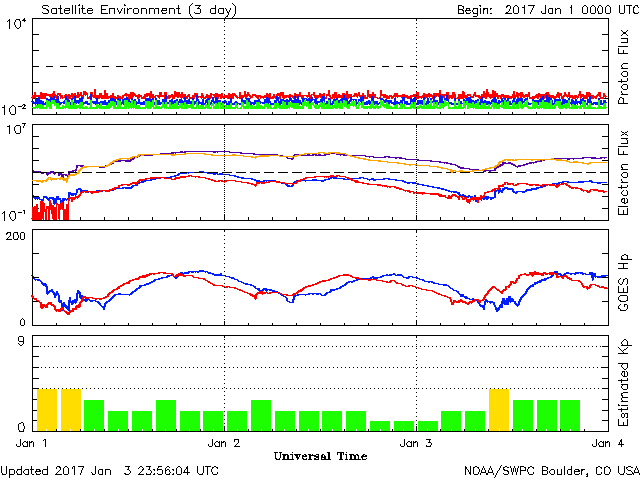 Satellite Environment (3 day) Begin: 2017 Jan 1 0000 UTC
10⁴
10⁻²
Proton Flux
10⁷
10⁻¹
Electron Flux
200
0
GOES Hp
9
0
Estimated Kp
Jan 1 Jan 2 Jan 3 Jan 4
Universal Time
Updated 2017 Jan 3 23:56:04 UTC NOAA/SWPC Boulder, CO USA